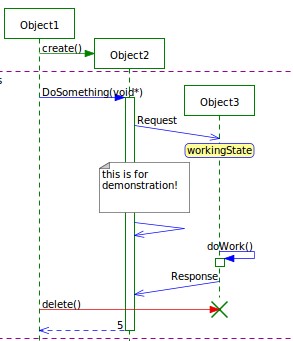 Object1
create()
Object2
s
DoSomething(void*)
Object3
Request
workingState
this is for
demonstration!
doWork()
Response
delete()
5